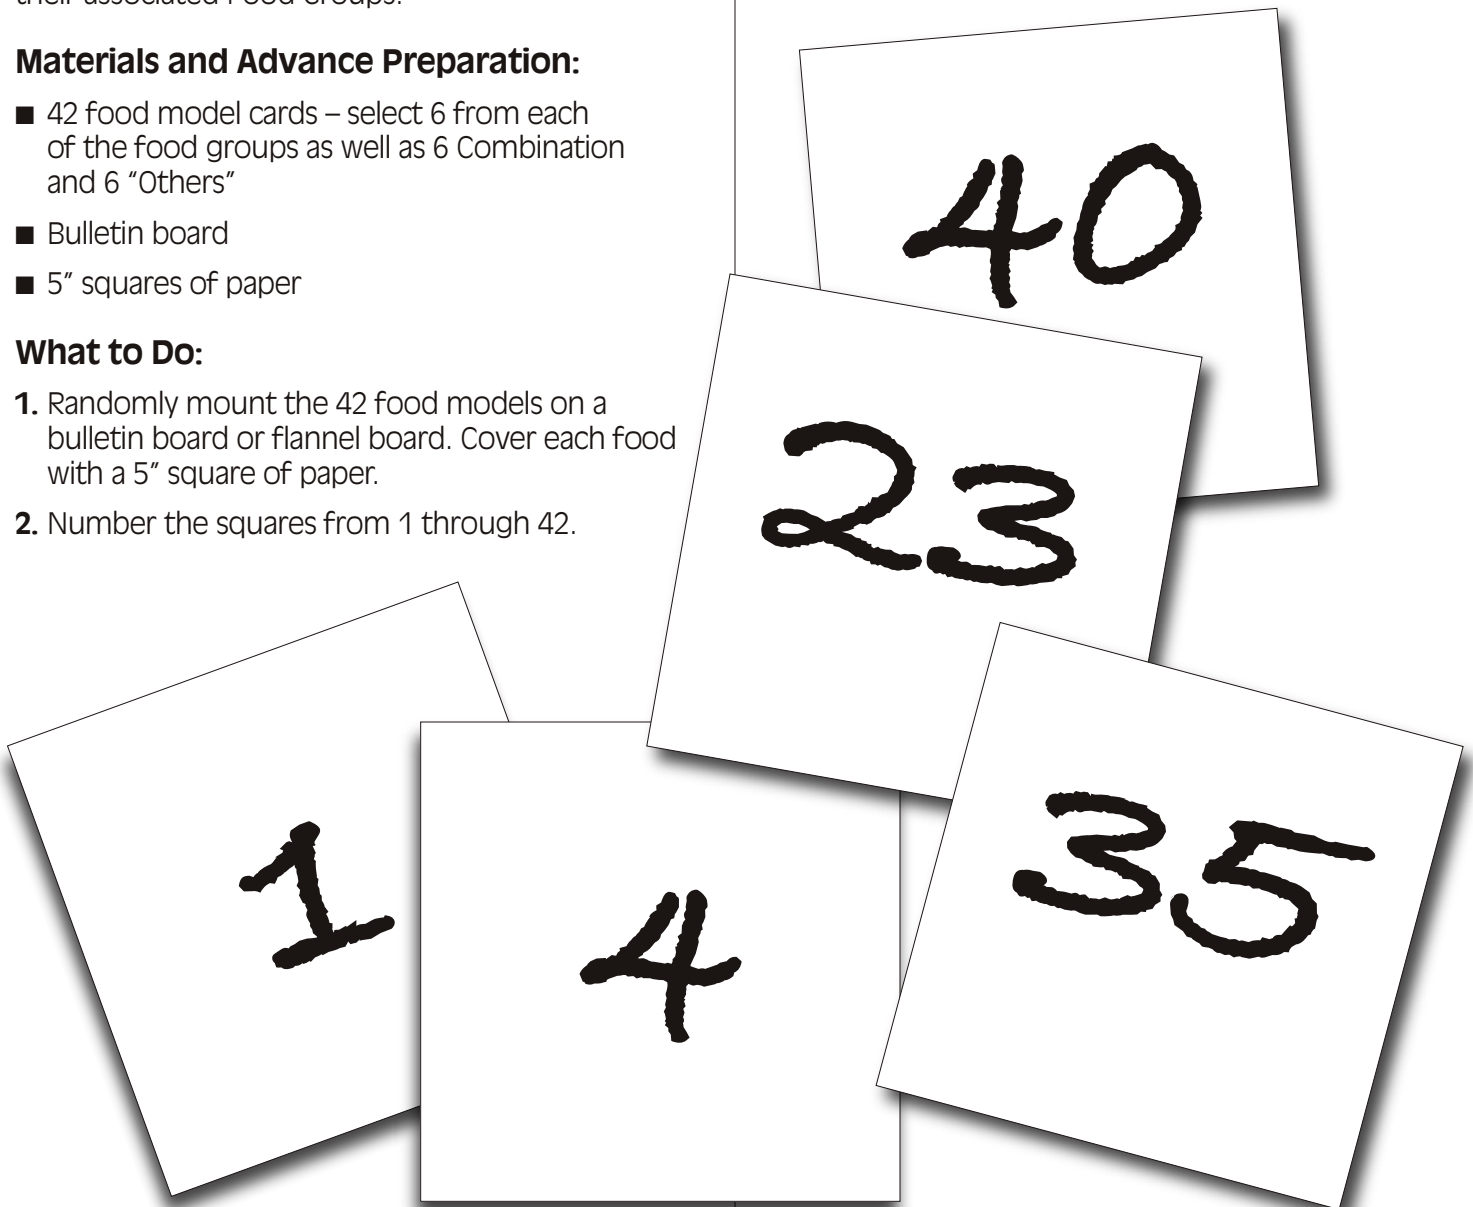 their associated Food Groups.
Materials and Advance Preparation:
■ 42 food model cards – select 6 from each
of the food groups as well as 6 Combination
and 6 “Others”
■ Bulletin board
■ 5” squares of paper
What to Do:
1. Randomly mount the 42 food models on a
bulletin board or flannel board. Cover each food
with a 5” square of paper.
2. Number the squares from 1 through 42.
40
23
35
1
4